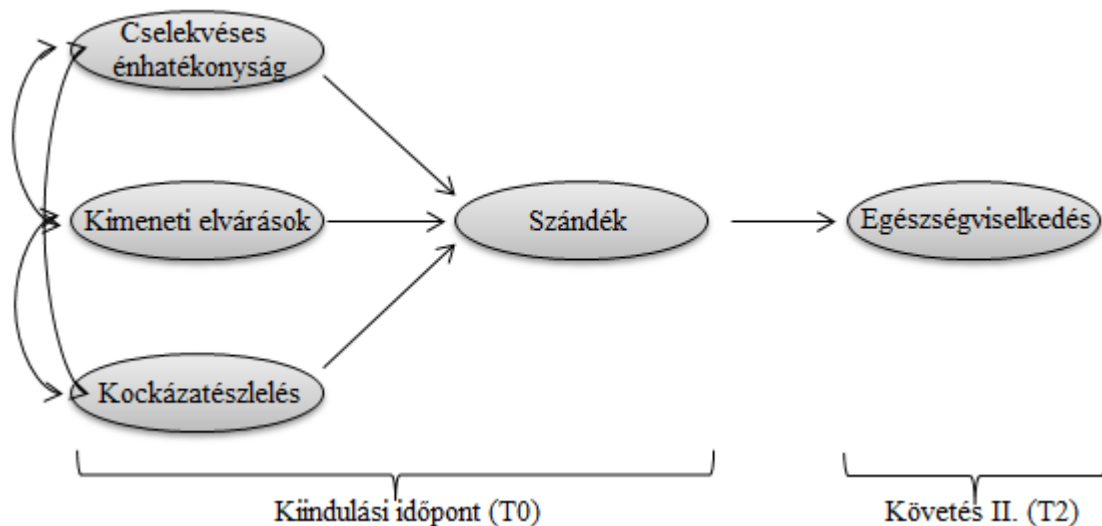 Cselekvéses
énhatékonyság
Kimeneti elvárások
Szándék
Egészségviselkedés
Kockázatészlelés
Kiindulási időpont (T0)
Követés II. (T2)